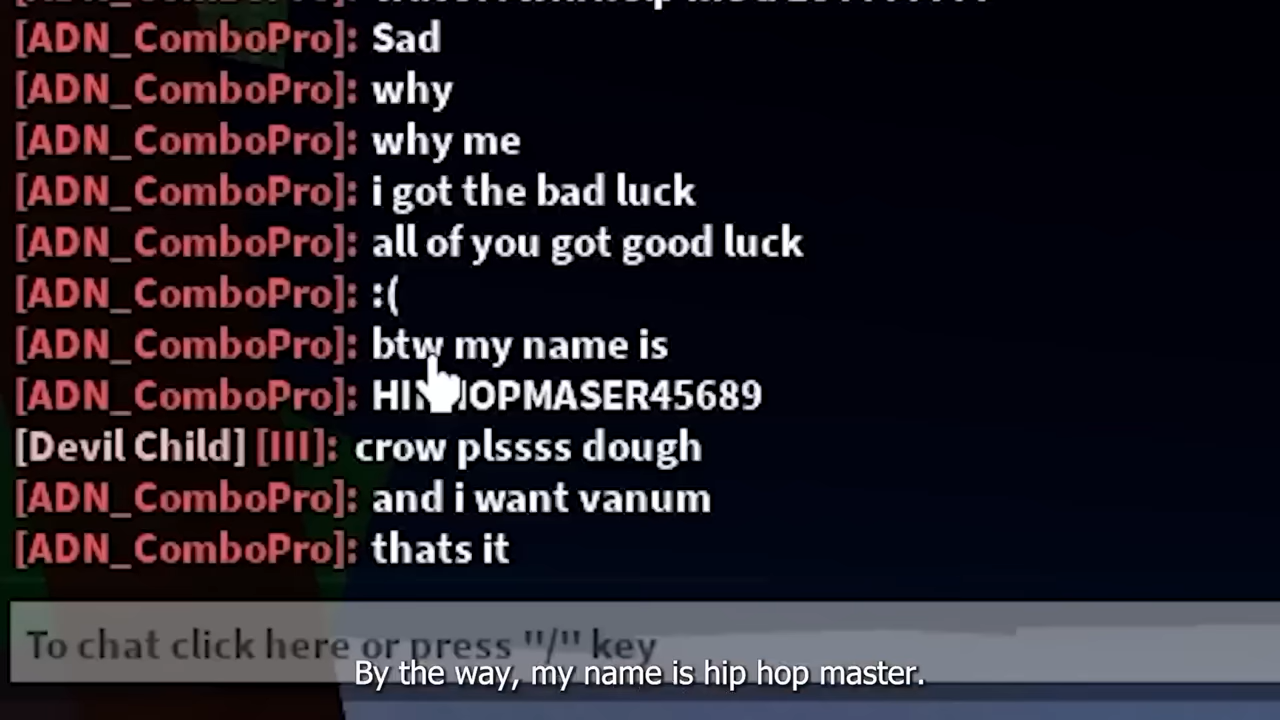 [ADN_ComboPro]: Sad
[ADN_ComboPro]: why
[ADN_ComboPro]: why me
[ADN_ComboPro]: i got the bad luck
[ADN_ComboPro]: all of you got good luck
[ADN_ComboPro]: :(
[ADN_ComboPro]: btw my name is
[ADN_ComboPro]:
[Devil Child] [III]: crow plssss dough
[ADN_ComboPro]: and i want vanum
[ADN_ComboPro]: thats it
To chat click here or press "/" key
By the way, my name is hip hop master.